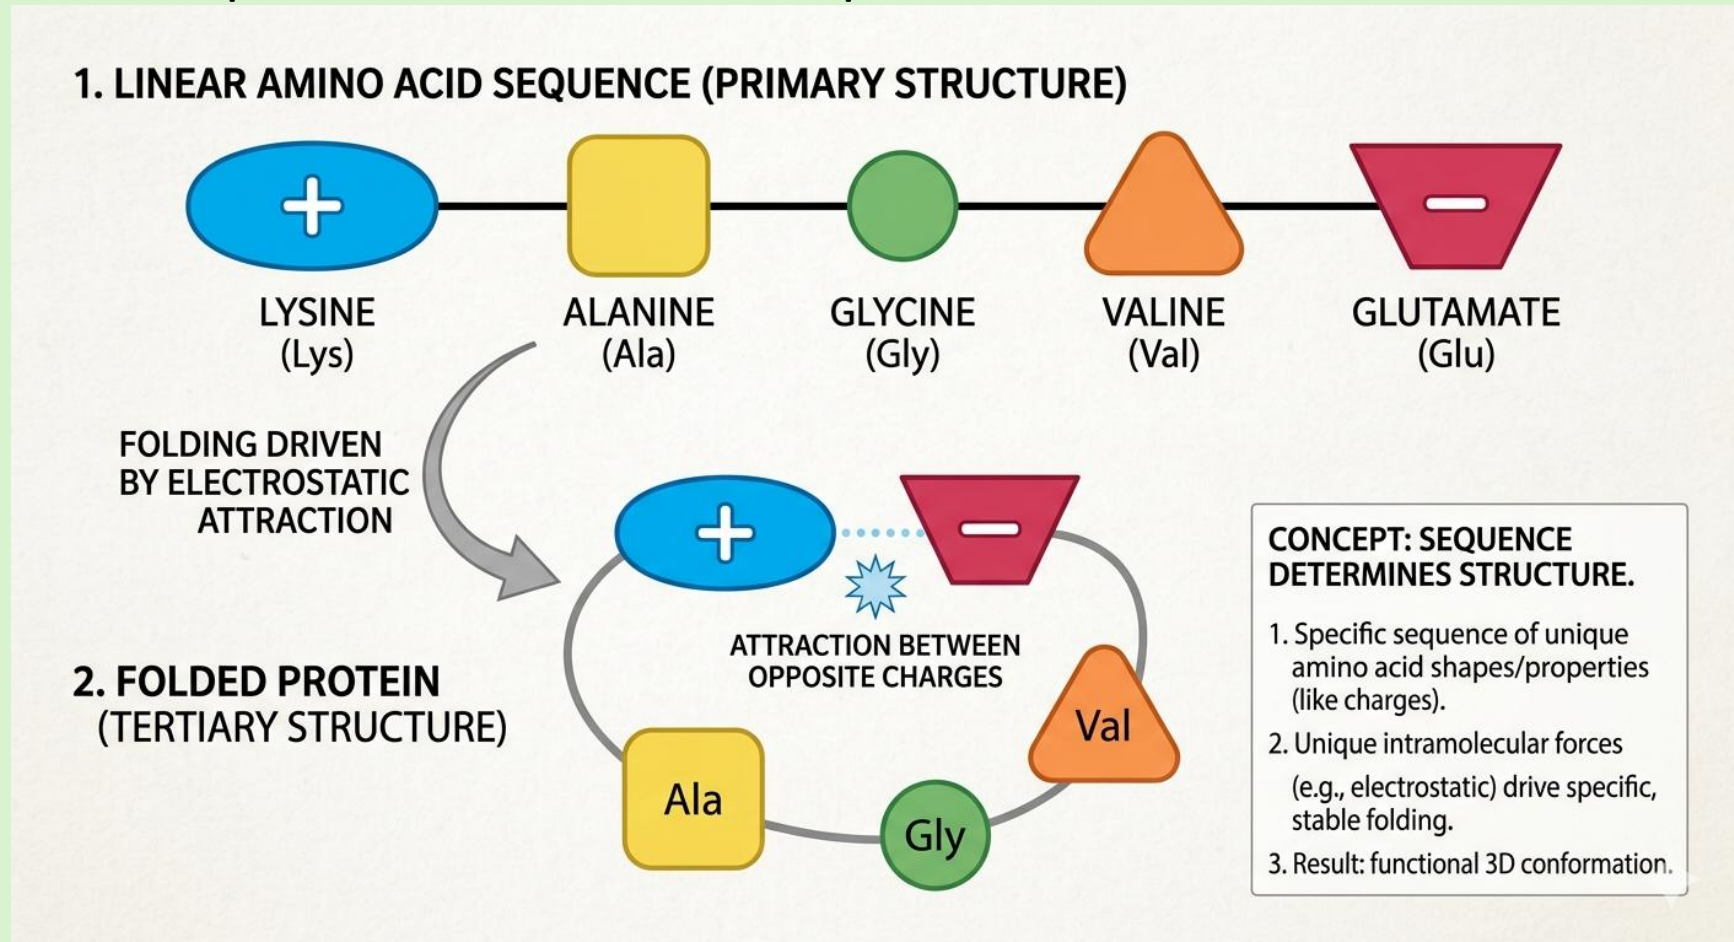 1. LINEAR AMINO ACID SEQUENCE (PRIMARY STRUCTURE)
+
−
LYSINE
(Lys)
ALANINE
(Ala)
GLYCINE
(Gly)
VALINE
(Val)
GLUTAMATE
(Glu)
FOLDING DRIVEN
BY ELECTROSTATIC
ATTRACTION
+
−
ATTRACTION BETWEEN
OPPOSITE CHARGES
2. FOLDED PROTEIN
(TERTIARY STRUCTURE)
Ala
Gly
Val
CONCEPT: SEQUENCE
DETERMINES STRUCTURE.
1. Specific sequence of unique
amino acid shapes/properties
(like charges).
2. Unique intramolecular forces
(e.g., electrostatic) drive specific,
stable folding.
3. Result: functional 3D conformation.